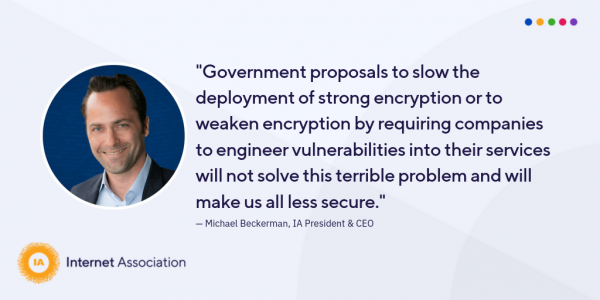 "Government proposals to slow the
deployment of strong encryption or to
weaken encryption by requiring companies
to engineer vulnerabilities into their services
will not solve this terrible problem and will
make us all less secure."
— Michael Beckerman, IA President & CEO
IA
Internet Association